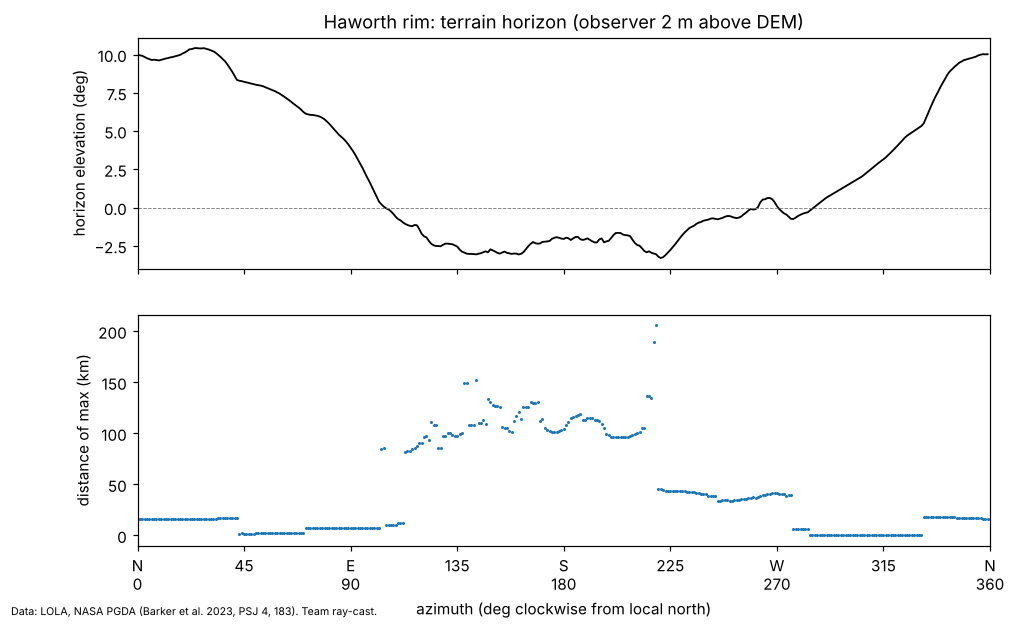 Haworth rim: terrain horizon (observer 2 m above DEM)
horizon elevation (deg)
10.0
7.5
5.0
2.5
0.0
−2.5
distance of max (km)
200
150
100
50
0
N 45 E 135 S 225 W 315 N
0 90 180 270 360
azimuth (deg clockwise from local north)
Data: LOLA, NASA PGDA (Barker et al. 2023, PSJ 4, 183). Team ray-cast.